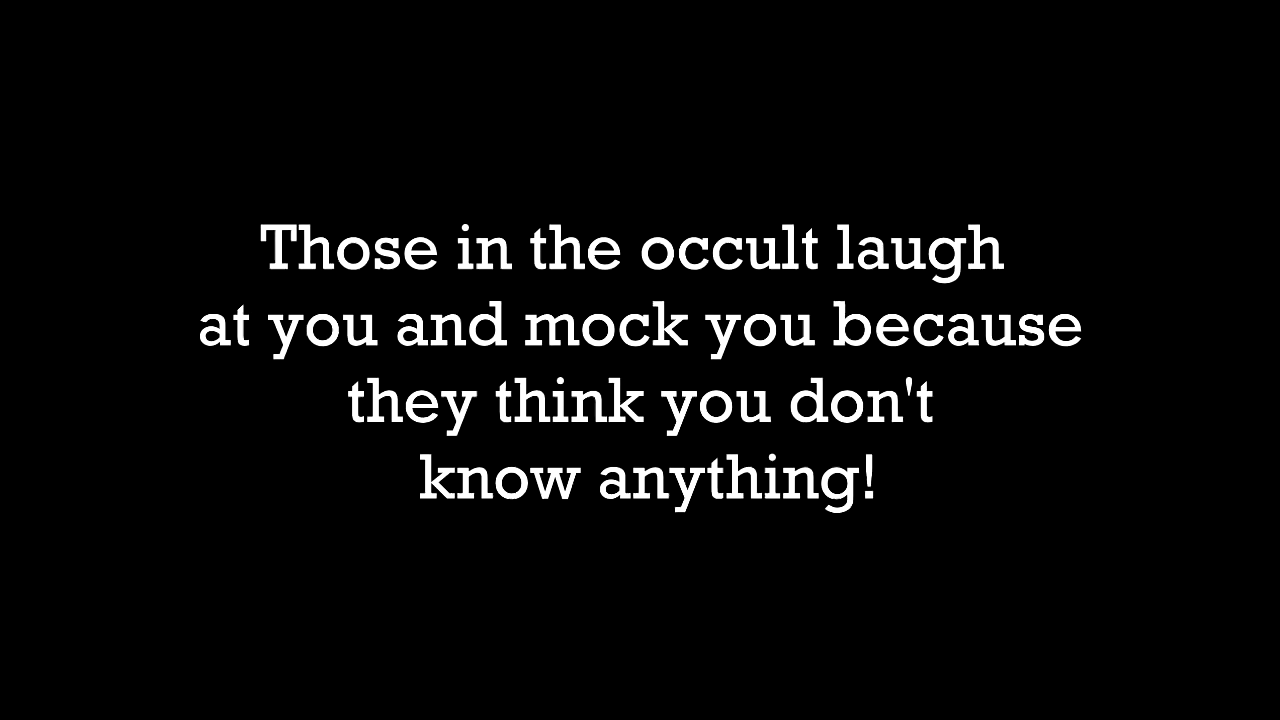 Those in the occult laugh
at you and mock you because
they think you don't
know anything!